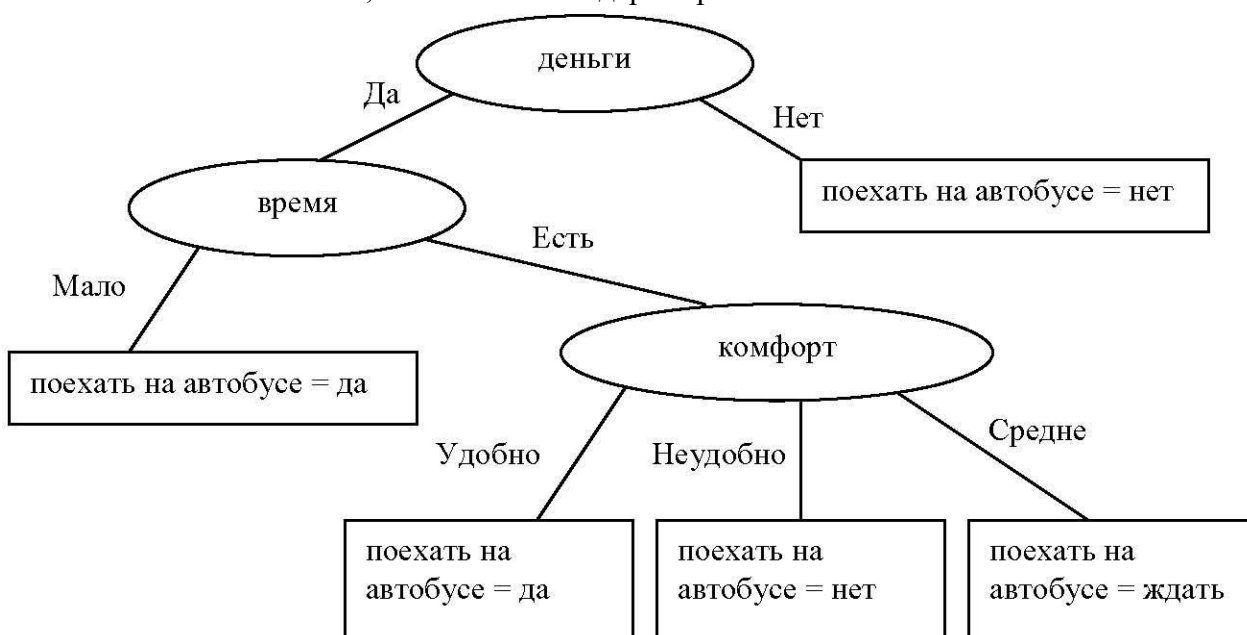 деньги
Да
Нет
время
поехать на автобусе = нет
Есть
Мало
комфорт
поехать на автобусе = да
Средне
Удобно
Неудобно
поехать на
автобусе = да
поехать на
автобусе = нет
поехать на
автобусе = ждать